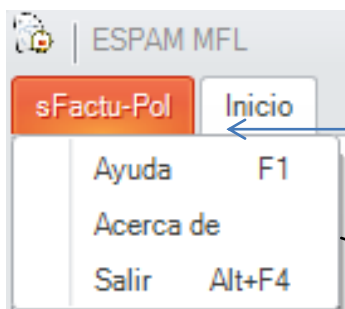 ESPAM MFL
sFactu-Pol Inicio
Ayuda F1
Acerca de
Salir Alt+F4